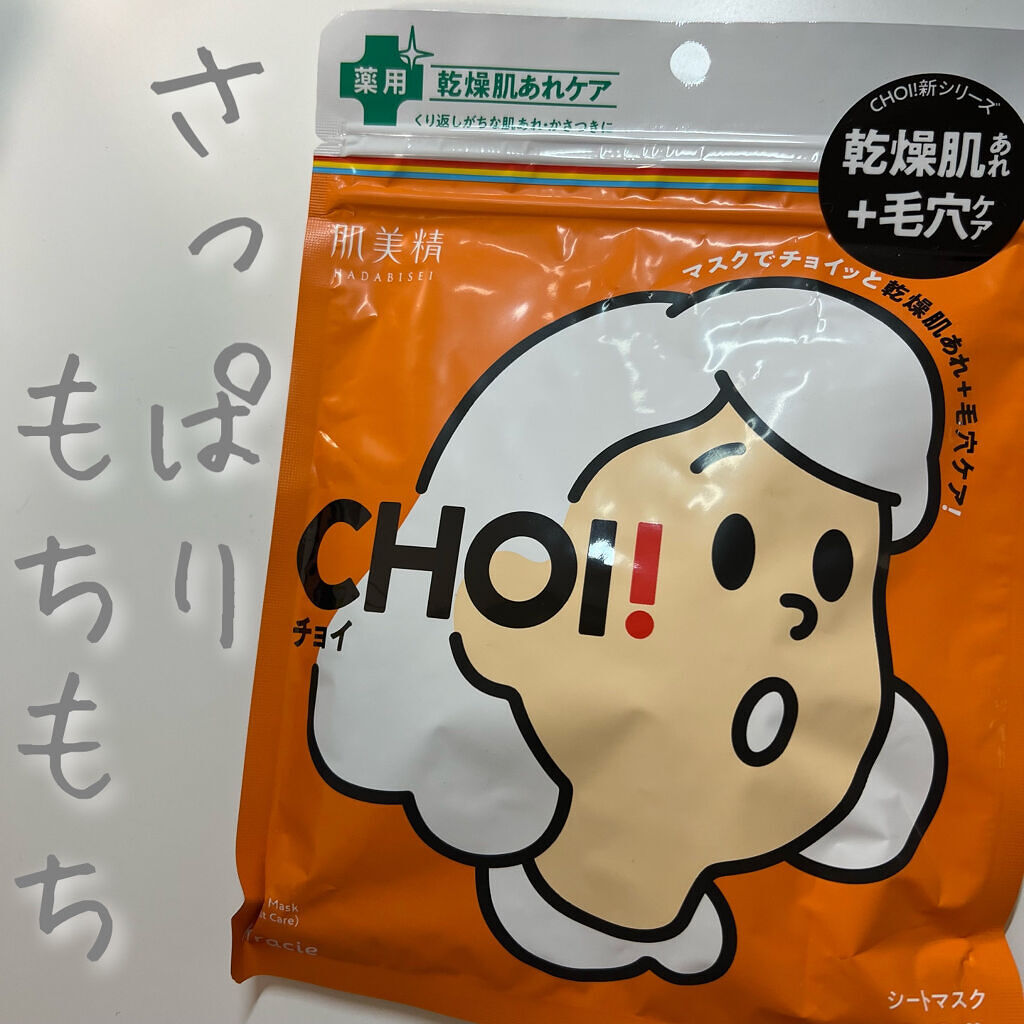 さっぱり
もちもち
薬用
乾燥肌あれケア
くり返しがちな肌あれ・かさつきに
CHOI!新シリーズ
乾燥肌あれ
+毛穴ケア
肌美精
HADABISEI
マスクでチョイッと乾燥肌あれ+毛穴ケア!
CHOI!
チョイ
Mask
Care)
シートマスク